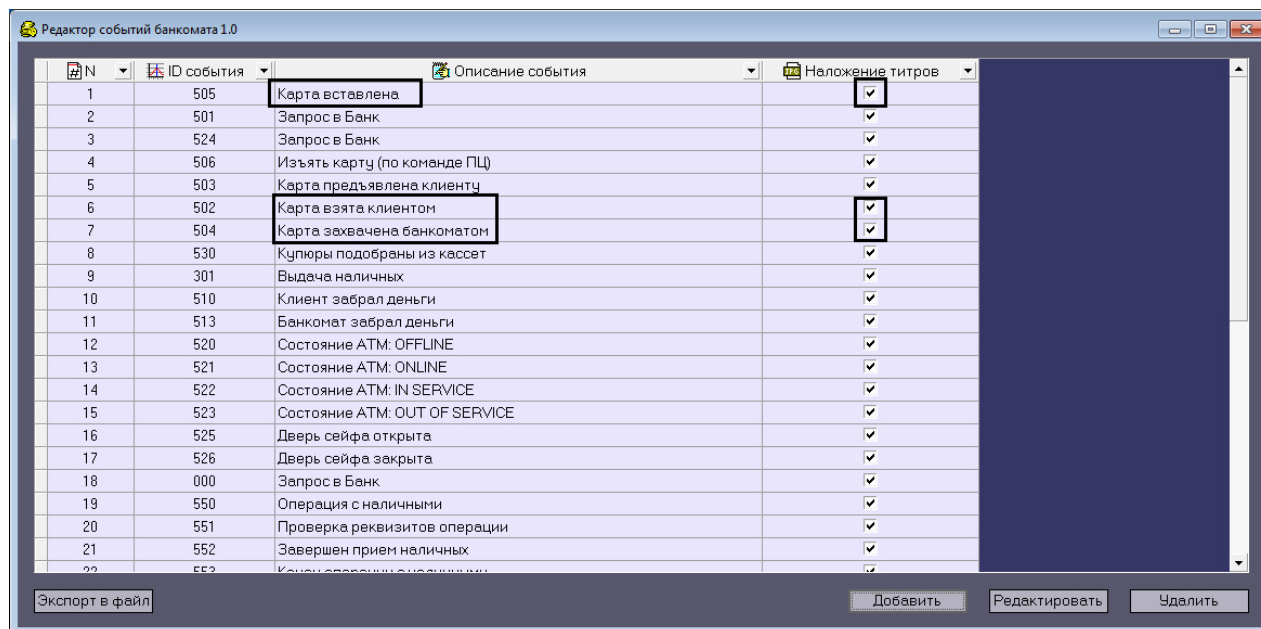 Редактор событий банкомата 1.0
N ID события Описание события Наложение титров
1 505 Карта вставлена
2 501 Запрос в Банк
3 524 Запрос в Банк
4 506 Изъять карту (по команде ПЦ)
5 503 Карта предъявлена клиенту
6 502 Карта взята клиентом
7 504 Карта захвачена банкоматом
8 530 Купюры подобраны из кассет
9 301 Выдача наличных
10 510 Клиент забрал деньги
11 513 Банкомат забрал деньги
12 520 Состояние ATM: OFFLINE
13 521 Состояние ATM: ONLINE
14 522 Состояние ATM: IN SERVICE
15 523 Состояние ATM: OUT OF SERVICE
16 525 Дверь сейфа открыта
17 526 Дверь сейфа закрыта
18 000 Запрос в Банк
19 550 Операция с наличными
20 551 Проверка реквизитов операции
21 552 Завершен прием наличных
22 553 Конец операции с наличными
Экспорт в файл Добавить Редактировать Удалить